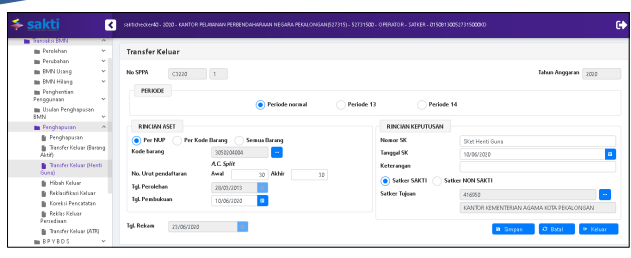 sakti
saktichecker40 - 2020 - KANTOR PELAYANAN PERBENDAHARAAN NEGARA PEKALONGAN(527315) - 52731500 - OPERATOR - SATKER - 015081300527315000KD
Transaksi BMN
Perolehan
Perubahan
BMN Usang
BMN Hilang
Penghentian
Penggunaan
Usulan Penghapusan
BMN
Penghapusan
Penghapusan
Transfer Keluar (Barang
Aktif)
Transfer Keluar (Henti
Guna)
Hibah Keluar
Reklasifikasi Keluar
Koreksi Pencatatan
Reklas Keluar
Persediaan
Transfer Keluar (ATR)
B P Y B D S
Transfer Keluar
No SPPA C3220 1 Tahun Anggaran 2020
PERIODE
Periode normal Periode 13 Periode 14
RINCIAN ASET
Per NUP Per Kode Barang Semua Barang
Kode barang 3050204004
A.C. Split
No. Urut pendaftaran Awal 30 Akhir 30
Tgl. Perolehan 28/03/2013
Tgl. Pembukuan 10/06/2020
RINCIAN KEPUTUSAN
Nomor SK SKet Henti Guna
Tanggal SK 10/06/2020
Keterangan
Satker SAKTI Satker NON SAKTI
Satker Tujuan 416950
KANTOR KEMENTERIAN AGAMA KOTA PEKALONGAN
Tgl. Rekam 23/06/2020
Simpan Batal Keluar